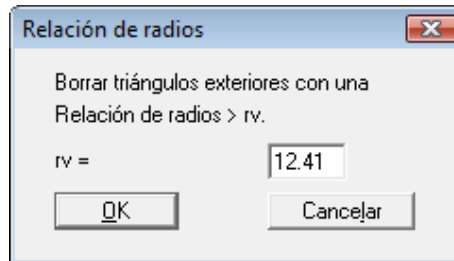 Relación de radios
Borrar triángulos exteriores con una
Relación de radios > rv.
rv = 12.41
OK Cancelar